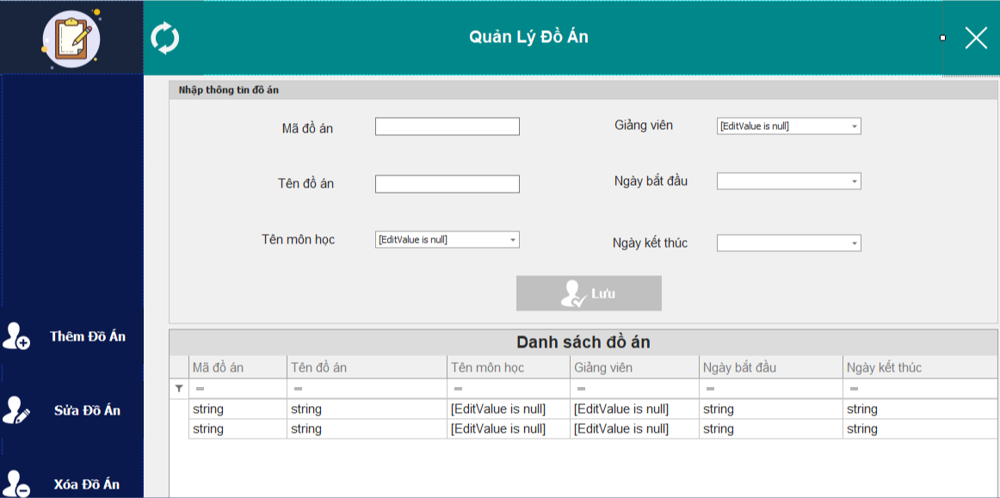 Quản Lý Đồ Án
Nhập thông tin đồ án
Mã đồ án
Giảng viên [EditValue is null]
Tên đồ án
Ngày bắt đầu
Tên môn học [EditValue is null]
Ngày kết thúc
Lưu
Thêm Đồ Án
Sửa Đồ Án
Xóa Đồ Án
Danh sách đồ án
Mã đồ án Tên đồ án Tên môn học Giảng viên Ngày bắt đầu Ngày kết thúc
string string [EditValue is null] [EditValue is null] string string
string string [EditValue is null] [EditValue is null] string string